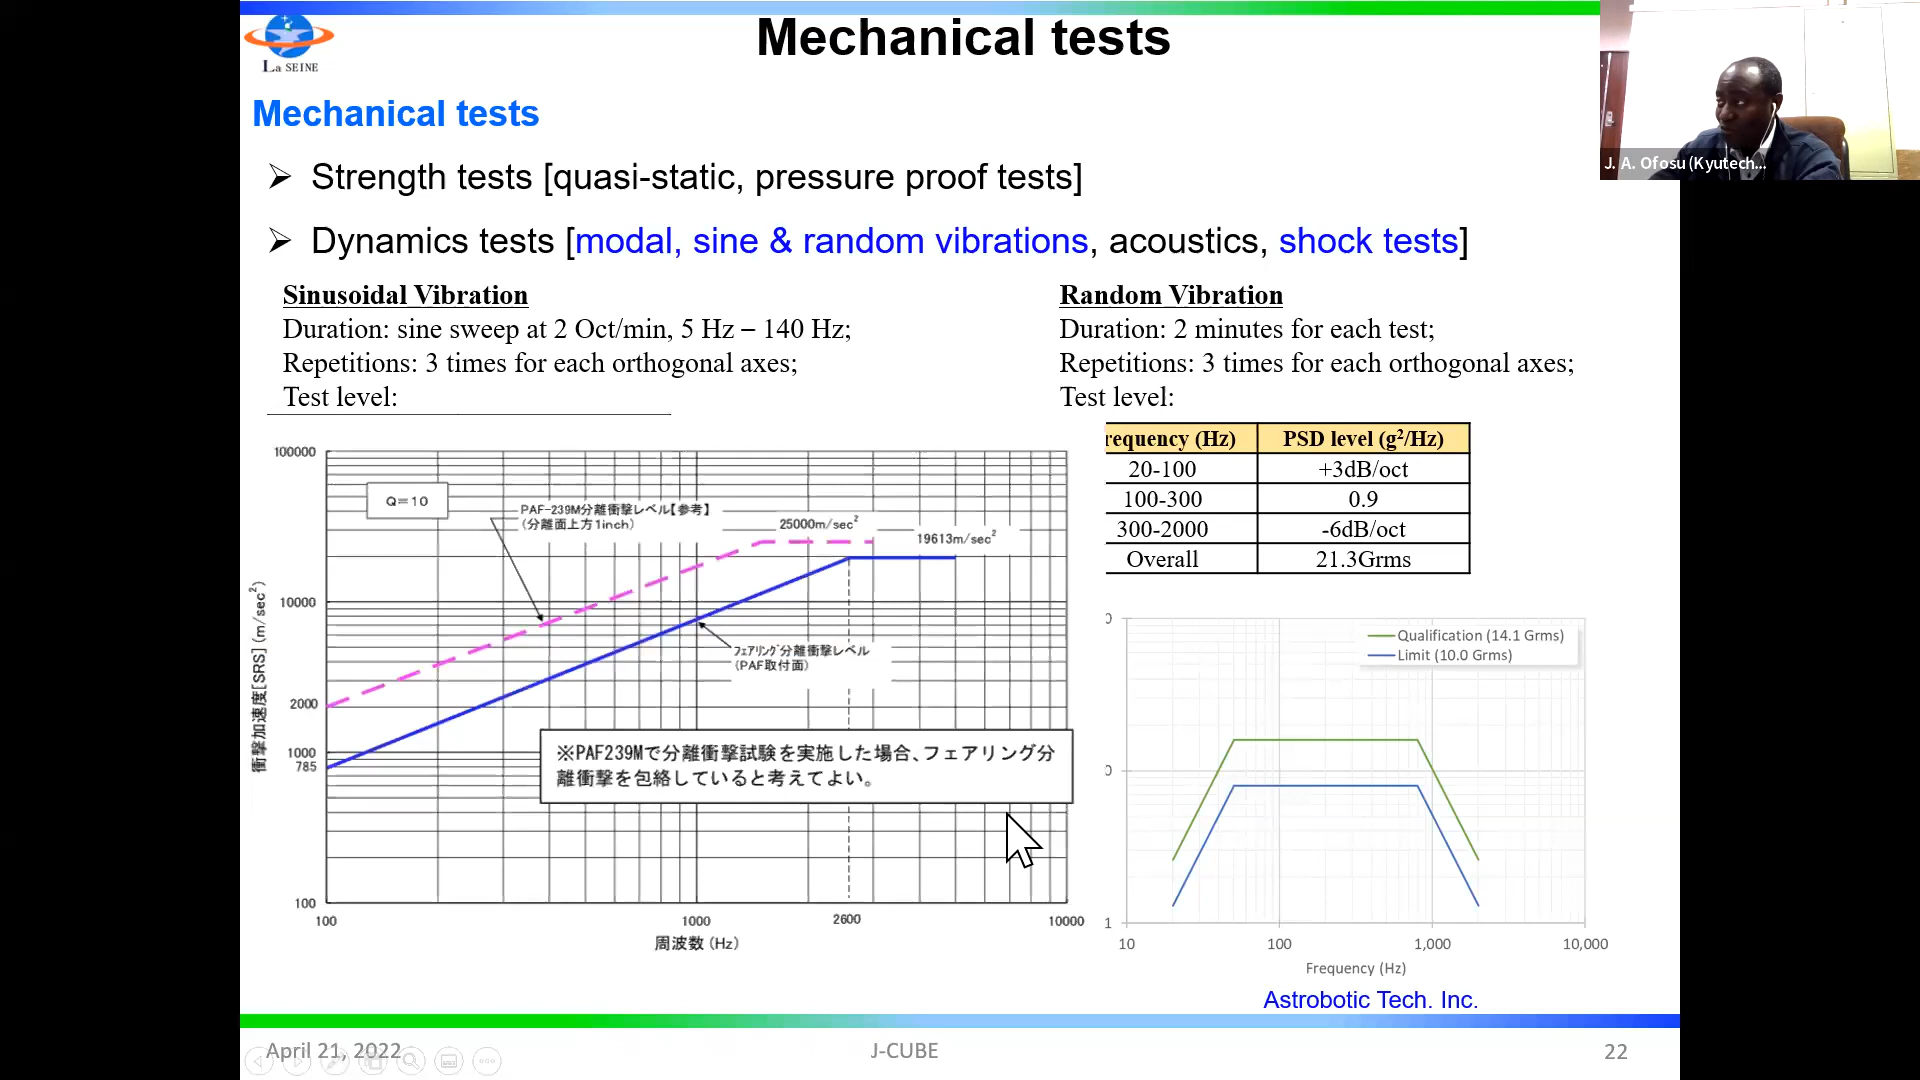 Mechanical tests
La SEINE
J. A. Ofosu (Kyutech...
Mechanical tests
➢ Strength tests [quasi-static, pressure proof tests]
➢ Dynamics tests [modal, sine & random vibrations, acoustics, shock tests]
Sinusoidal Vibration
Duration: sine sweep at 2 Oct/min, 5 Hz – 140 Hz;
Repetitions: 3 times for each orthogonal axes;
Test level:
Random Vibration
Duration: 2 minutes for each test;
Repetitions: 3 times for each orthogonal axes;
Test level:
requency (Hz) PSD level (g²/Hz)
20-100 +3dB/oct
100-300 0.9
300-2000 -6dB/oct
Overall 21.3Grms
衝撃加速度[SRS](m/sec²)
100000
10000
2000
1000
785
100
Q=10
PAF-239M分離衝撃レベル【参考】
(分離面上方1inch)
25000m/sec²
19613m/sec²
フェアリング分離衝撃レベル
(PAF取付面)
※PAF239Mで分離衝撃試験を実施した場合、フェアリング分
離衝撃を包絡していると考えてよい。
100 1000 2600 10000
周波数 (Hz)
Qualification (14.1 Grms)
Limit (10.0 Grms)
0
0
1
10 100 1,000 10,000
Frequency (Hz)
Astrobotic Tech. Inc.
April 21, 2022
J-CUBE
22